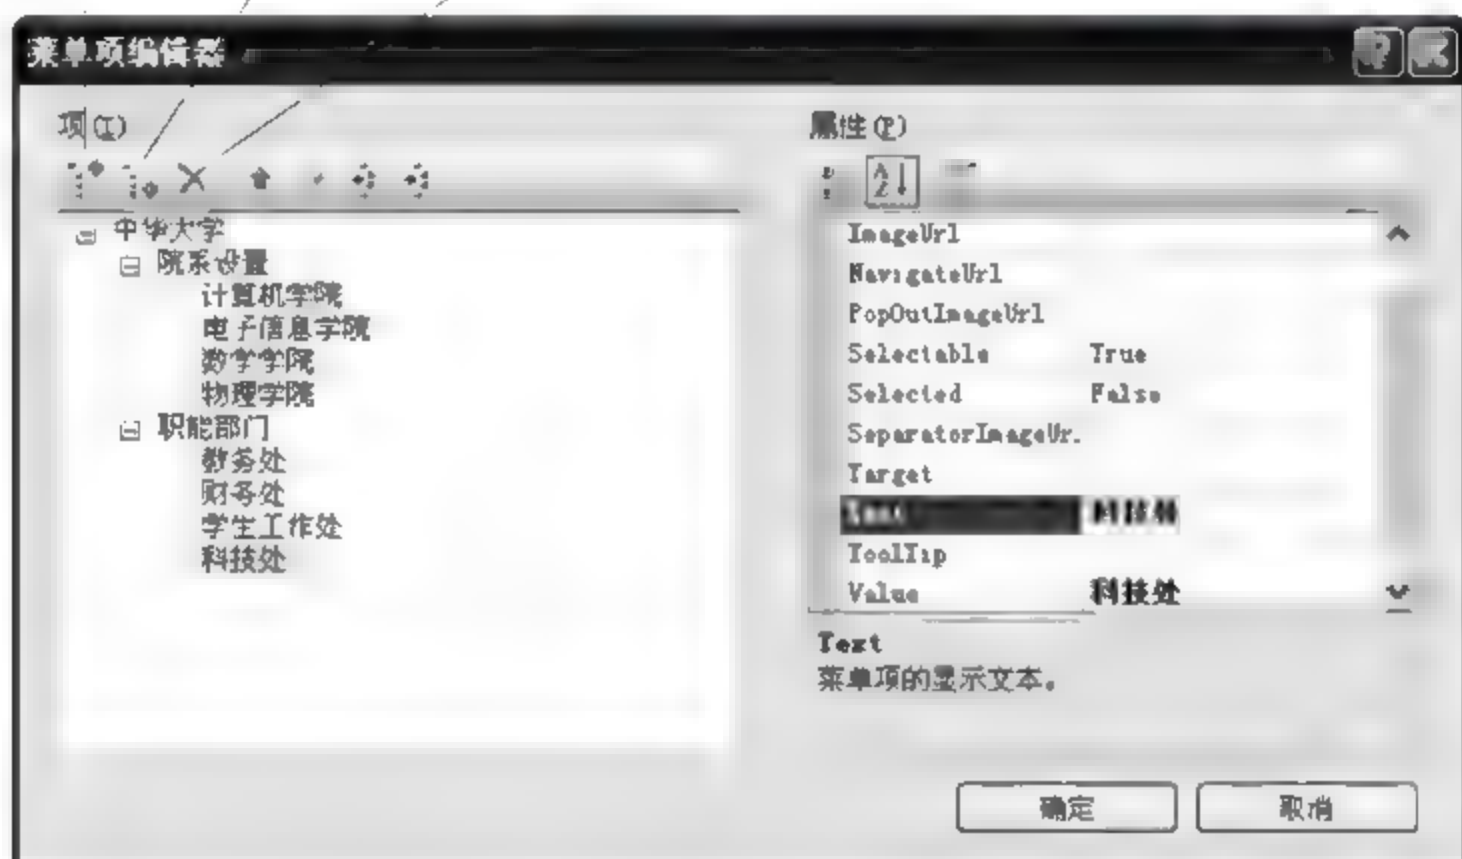 菜单项编辑器
项(I)
中华大学
院系设置
计算机学院
电子信息学院
数学学院
物理学院
职能部门
教务处
财务处
学生工作处
科技处
属性(P)
ImageUrl
NavigateUrl
PopOutImageUrl
Selectable True
Selected False
SeparatorImageUr.
Target
Text 科技处
ToolTip
Value 科技处
Text
菜单项的显示文本。
确定
取消